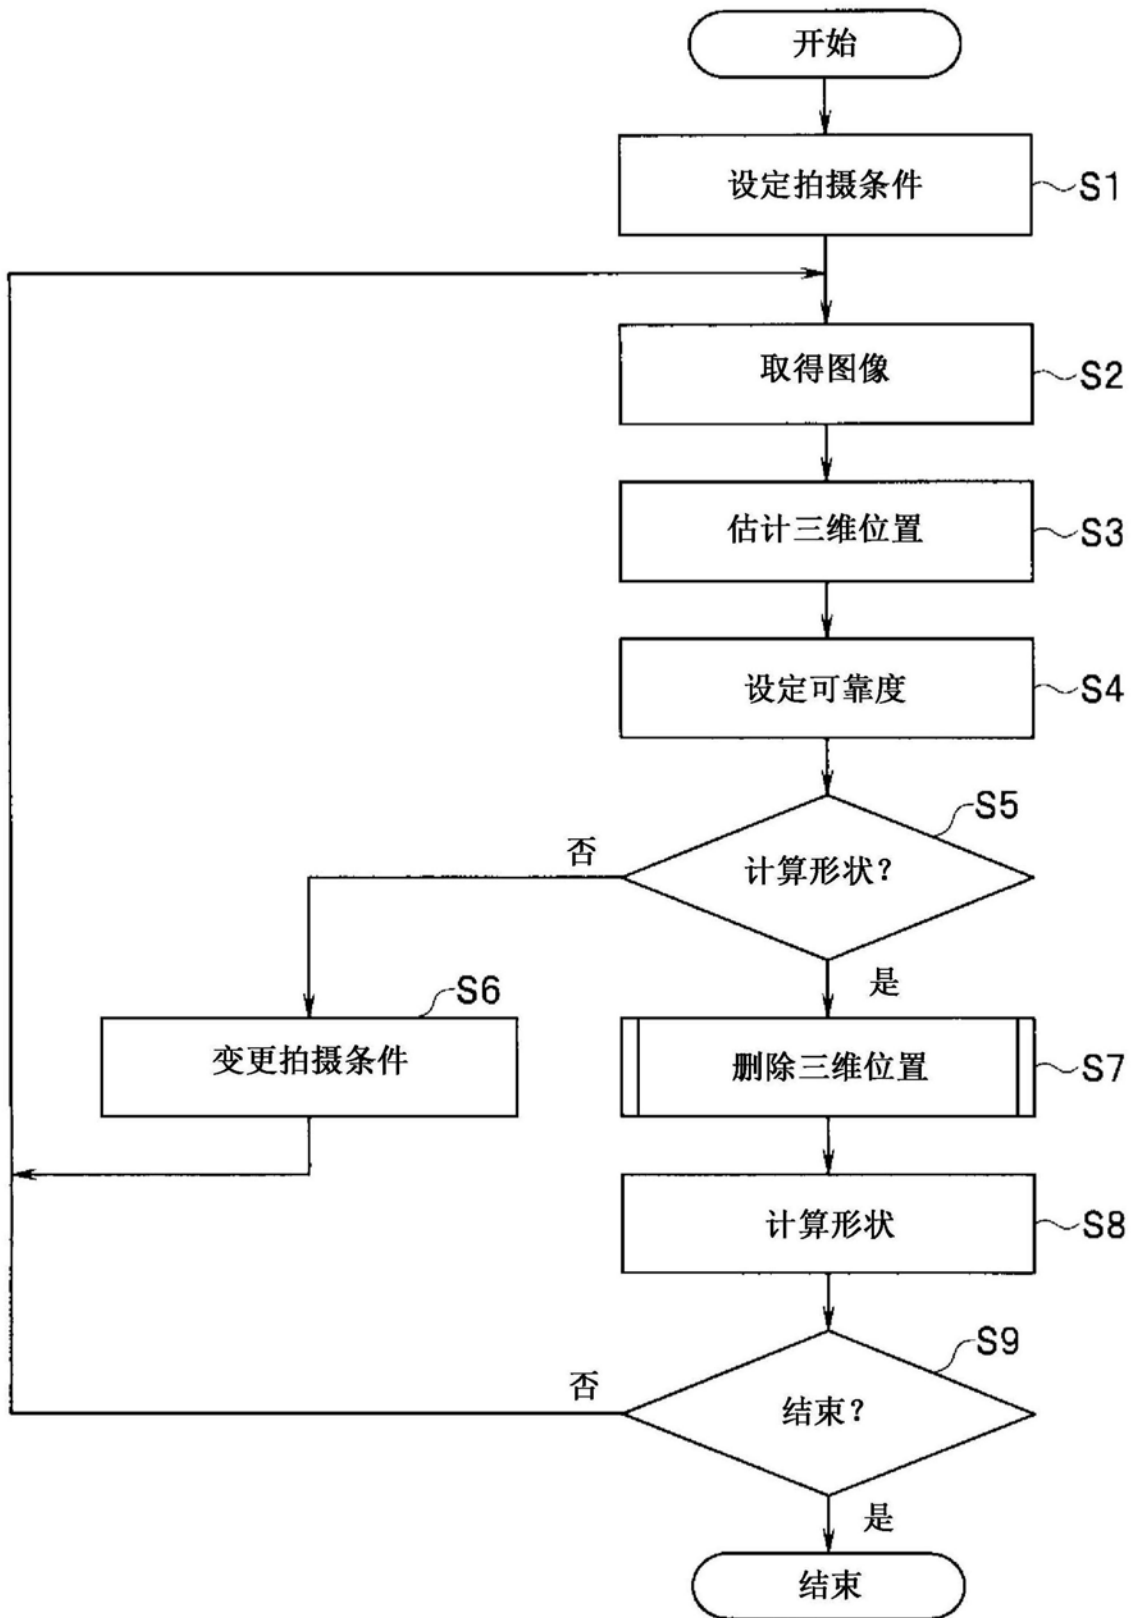 开始
设定拍摄条件
S1
取得图像
S2
估计三维位置
S3
设定可靠度
S4
S5
否
计算形状？
是
S6
变更拍摄条件
删除三维位置
S7
计算形状
S8
S9
否
结束？
是
结束